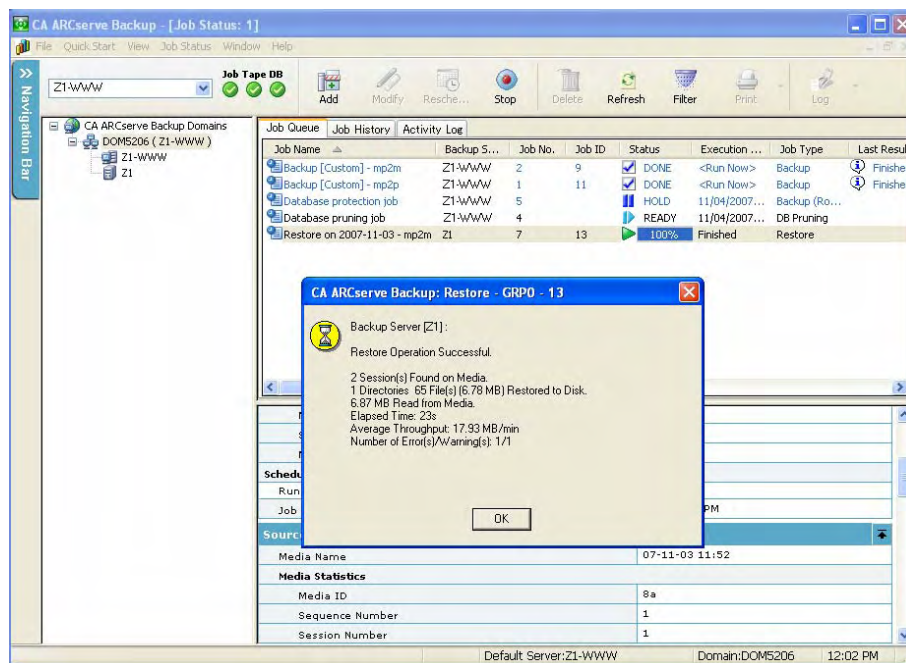 CA ARCserve Backup - [Job Status: 1]
File Quick Start View Job Status Window Help
Navigation Bar
Z1-WWW
Job Tape DB
Add Modify Resche... Stop Delete Refresh Filter Print Log
CA ARCserve Backup Domains
DOM5206 ( Z1-WWW )
Z1-WWW
Z1
Job Queue Job History Activity Log
Job Name Backup S... Job No. Job ID Status Execution ... Job Type Last Resul
Backup [Custom] - mp2m Z1-WWW 2 9 DONE <Run Now> Backup Finishe
Backup [Custom] - mp2p Z1-WWW 1 11 DONE <Run Now> Backup Finishe
Database protection job Z1-WWW 5 HOLD 11/04/2007... Backup (Ro...
Database pruning job Z1-WWW 4 READY 11/04/2007... DB Pruning
Restore on 2007-11-03 - mp2m Z1 7 13 100% Finished Restore
CA ARCserve Backup: Restore - GRP0 - 13
Backup Server [Z1] :
Restore Operation Successful.
2 Session(s) Found on Media.
1 Directories 65 File(s) (6.78 MB) Restored to Disk.
6.87 MB Read from Media.
Elapsed Time: 23s
Average Throughput: 17.93 MB/min
Number of Error(s)/Warning(s): 1/1
OK
Schedu
Run
Job PM
Sourc
Media Name 07-11-03 11:52
Media Statistics
Media ID 8a
Sequence Number 1
Session Number 1
Default Server:Z1-WWW Domain:DOM5206 12:02 PM